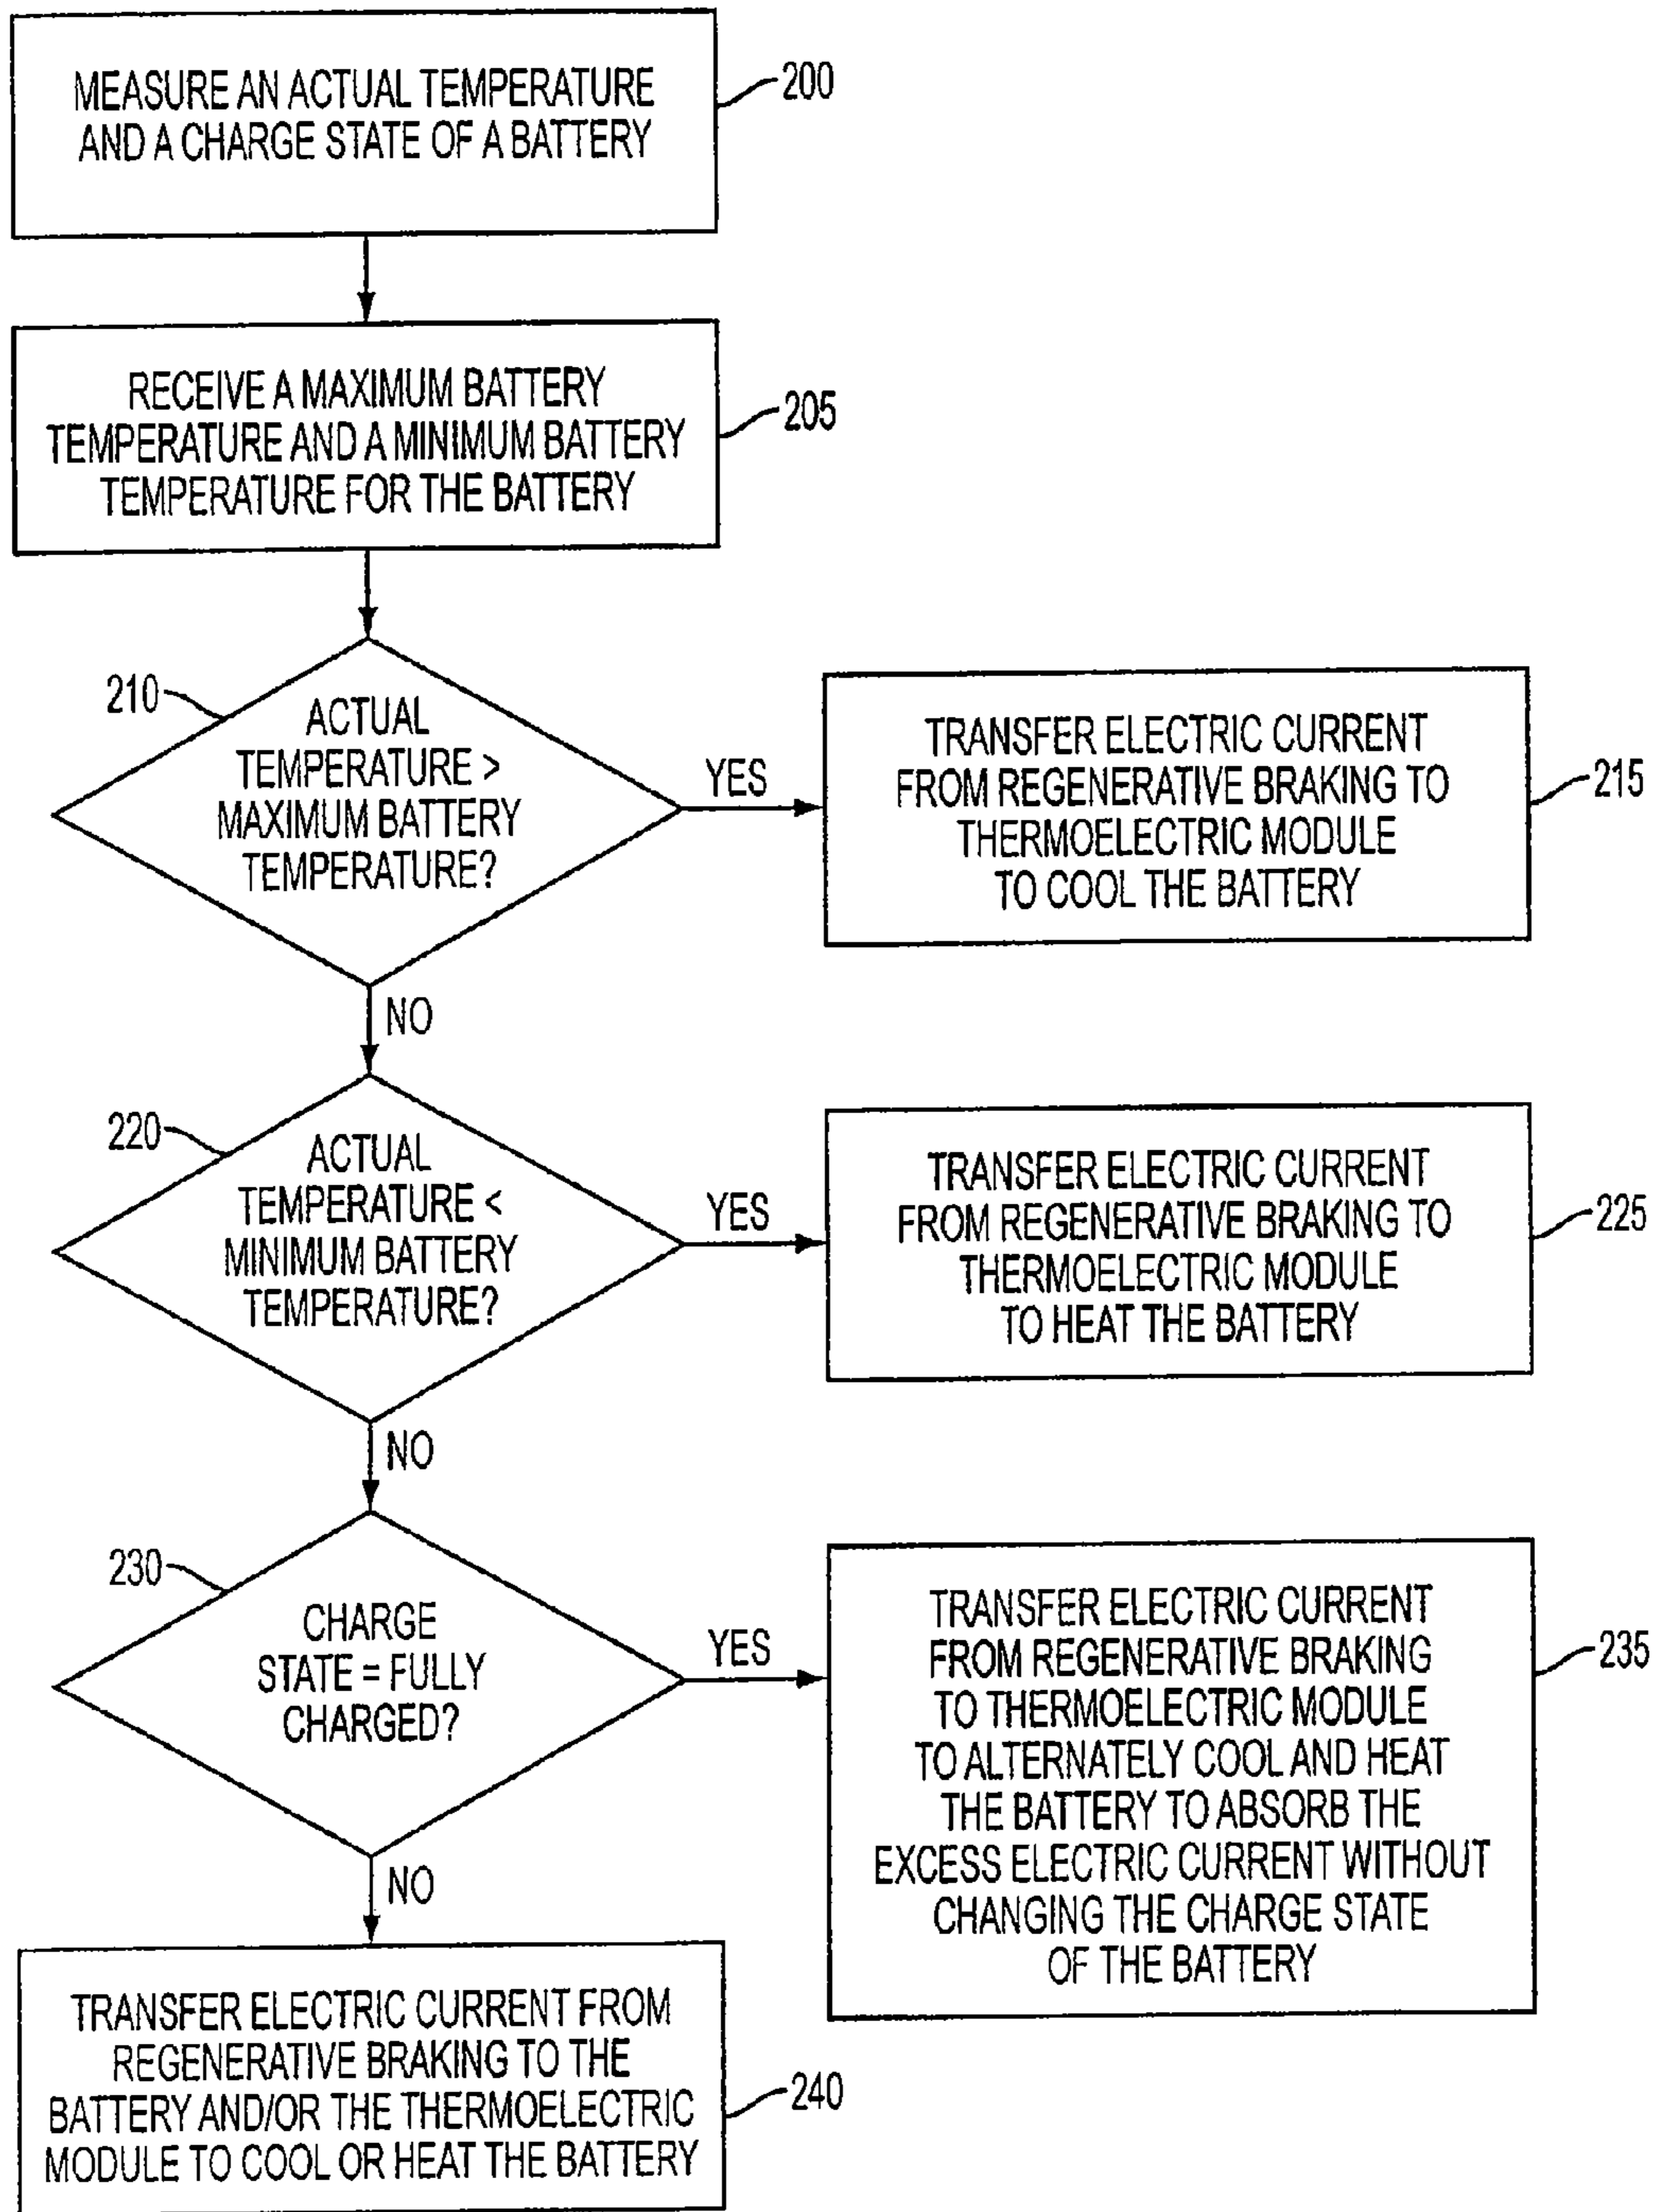 MEASURE AN ACTUAL TEMPERATURE
AND A CHARGE STATE OF A BATTERY
200
RECEIVE A MAXIMUM BATTERY
TEMPERATURE AND A MINIMUM BATTERY
TEMPERATURE FOR THE BATTERY
205
210
ACTUAL
TEMPERATURE >
MAXIMUM BATTERY
TEMPERATURE?
YES
TRANSFER ELECTRIC CURRENT
FROM REGENERATIVE BRAKING TO
THERMOELECTRIC MODULE
TO COOL THE BATTERY
215
NO
220
ACTUAL
TEMPERATURE <
MINIMUM BATTERY
TEMPERATURE?
YES
TRANSFER ELECTRIC CURRENT
FROM REGENERATIVE BRAKING TO
THERMOELECTRIC MODULE
TO HEAT THE BATTERY
225
NO
230
CHARGE
STATE = FULLY
CHARGED?
YES
TRANSFER ELECTRIC CURRENT
FROM REGENERATIVE BRAKING
TO THERMOELECTRIC MODULE
TO ALTERNATELY COOL AND HEAT
THE BATTERY TO ABSORB THE
EXCESS ELECTRIC CURRENT WITHOUT
CHANGING THE CHARGE STATE
OF THE BATTERY
235
NO
TRANSFER ELECTRIC CURRENT FROM
REGENERATIVE BRAKING TO THE
BATTERY AND/OR THE THERMOELECTRIC
MODULE TO COOL OR HEAT THE BATTERY
240